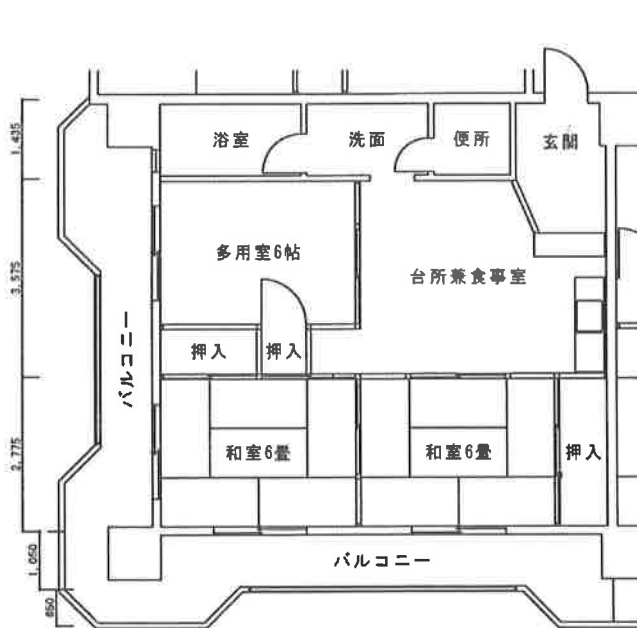 浴室
洗面
便所
玄関
1,435
多用室6帖
台所兼食事室
3,575
バルコニー
押入
押入
2,775
和室6畳
和室6畳
押入
1,050
バルコニー
650